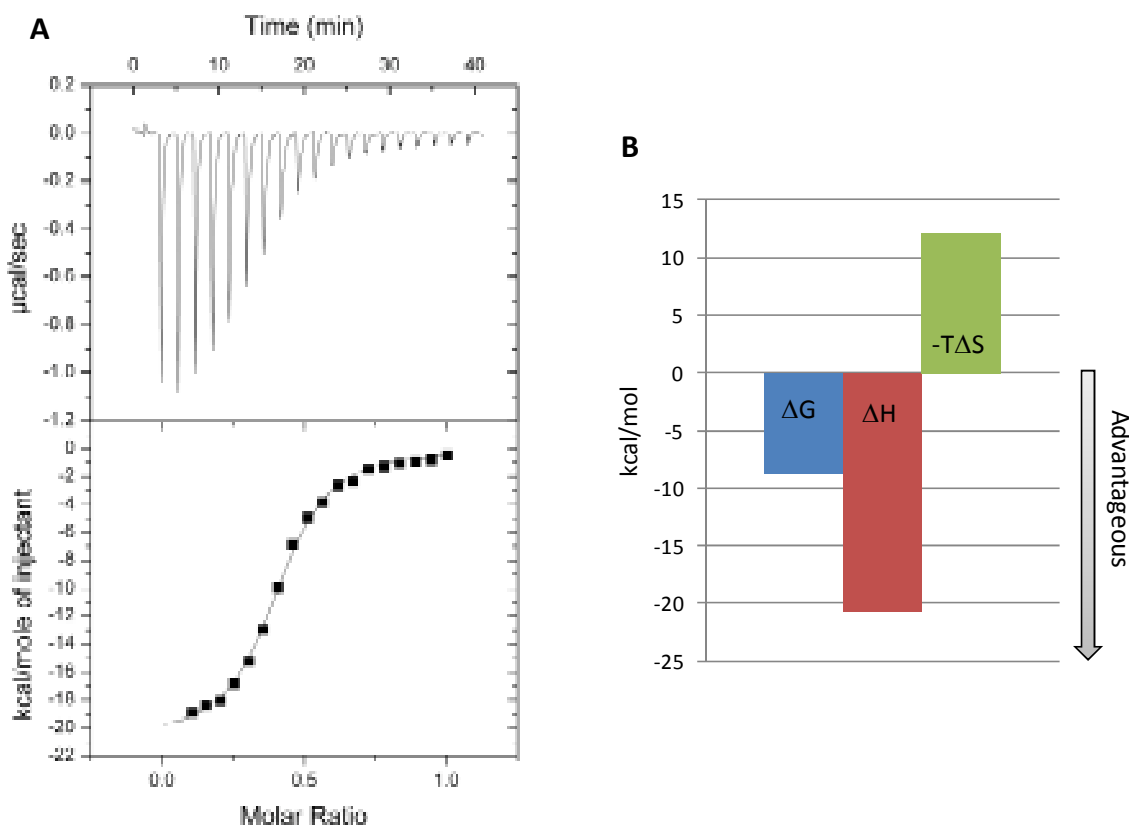 A
Time (min)
0 10 20 30 40
0.2
0.0
-0.2
-0.4
-0.6
-0.8
-1.0
-1.2
µcal/sec
0
-2
-4
-6
-8
-10
-12
-14
-16
-18
-20
-22
kcal/mole of injectant
0.0 0.5 1.0
Molar Ratio
B
15
10
5
0
-5
-10
-15
-20
-25
kcal/mol
ΔG
ΔH
-TΔS
Advantageous